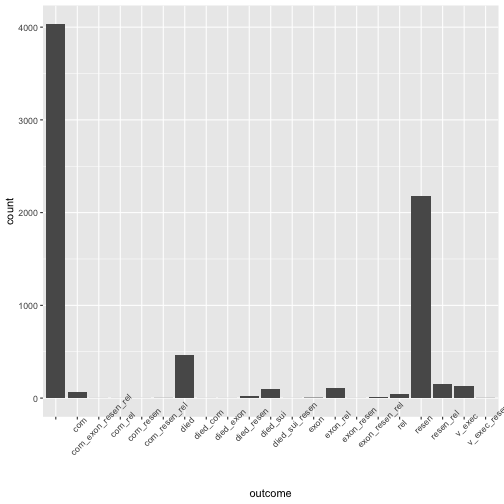 4000
3000
2000
1000
0
count
com
com_exon_resen_rel
com_rel
com_resen
com_resen_rel
died
died_com
died_exon
died_resen
died_sui
died_sui_resen
exon
exon_rel
exon_resen
exon_resen_rel
rel
resen
resen_rel
v_exec
v_exec_rese
outcome